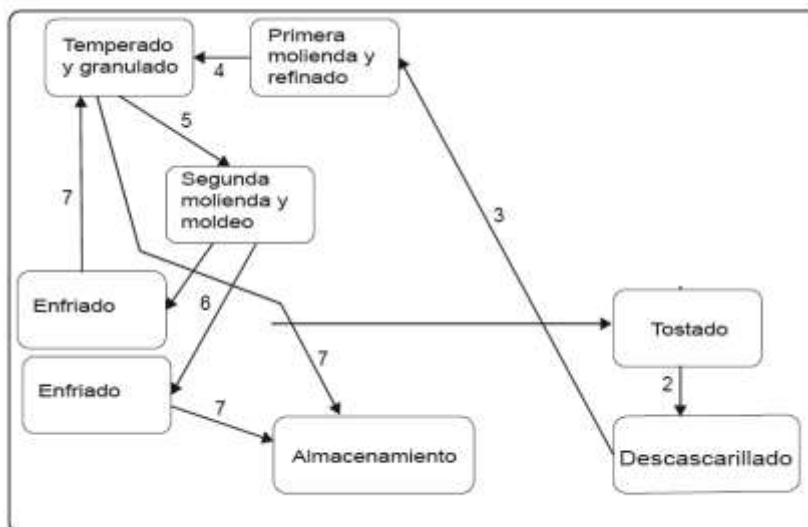 Temperado
y granulado
Primera
molienda y
refinado
4
5
Segunda
molienda y
moldeo
7
3
Enfriado
6
Tostado
7
2
Enfriado
7
Almacenamiento
Descascarillado